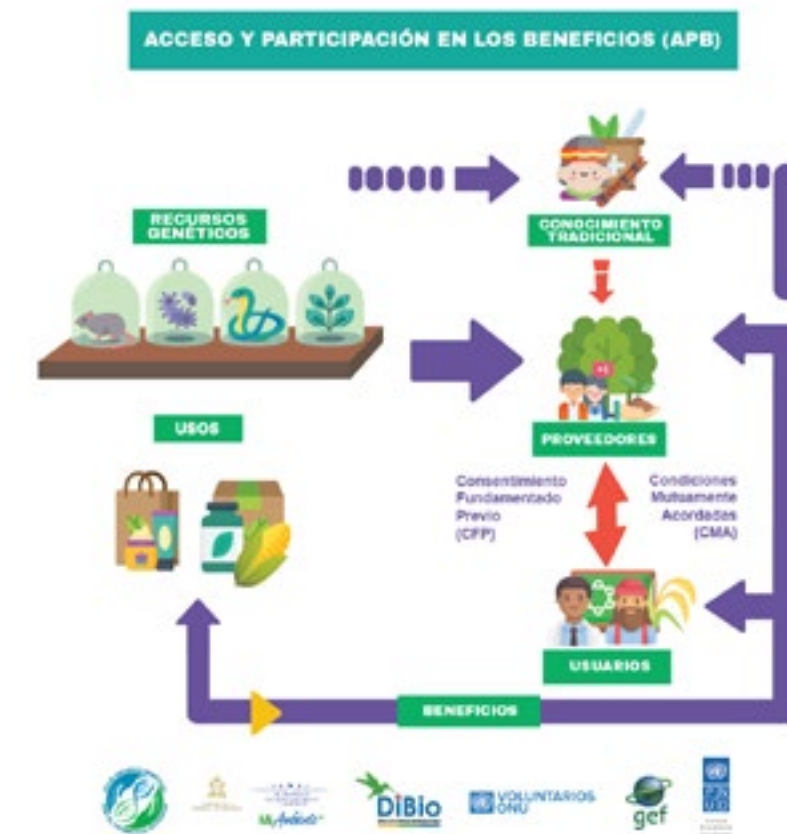 ACCESO Y PARTICIPACIÓN EN LOS BENEFICIOS (APB)
RECURSOS
GENÉTICOS
CONOCIMIENTO
TRADICIONAL
USOS
PROVEEDORES
Consentimiento
Fundamentado
Previo
(CFP)
Condiciones
Mutuamente
Acordadas
(CMA)
USUARIOS
BENEFICIOS
MiAmbiente
DiBio
VOLUNTARIOS
ONU
gef